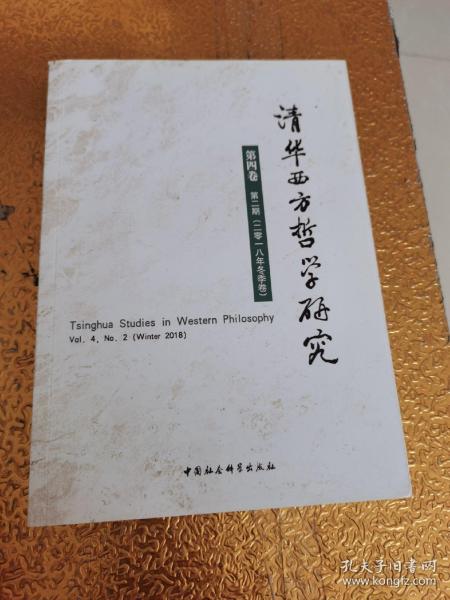 清华西方哲学研究
第四卷 第二期（二零一八年冬季卷）
Tsinghua Studies in Western Philosophy
Vol. 4, No. 2 (Winter 2018)
中国社会科学出版社
孔夫子旧书网
www.kongfz.com